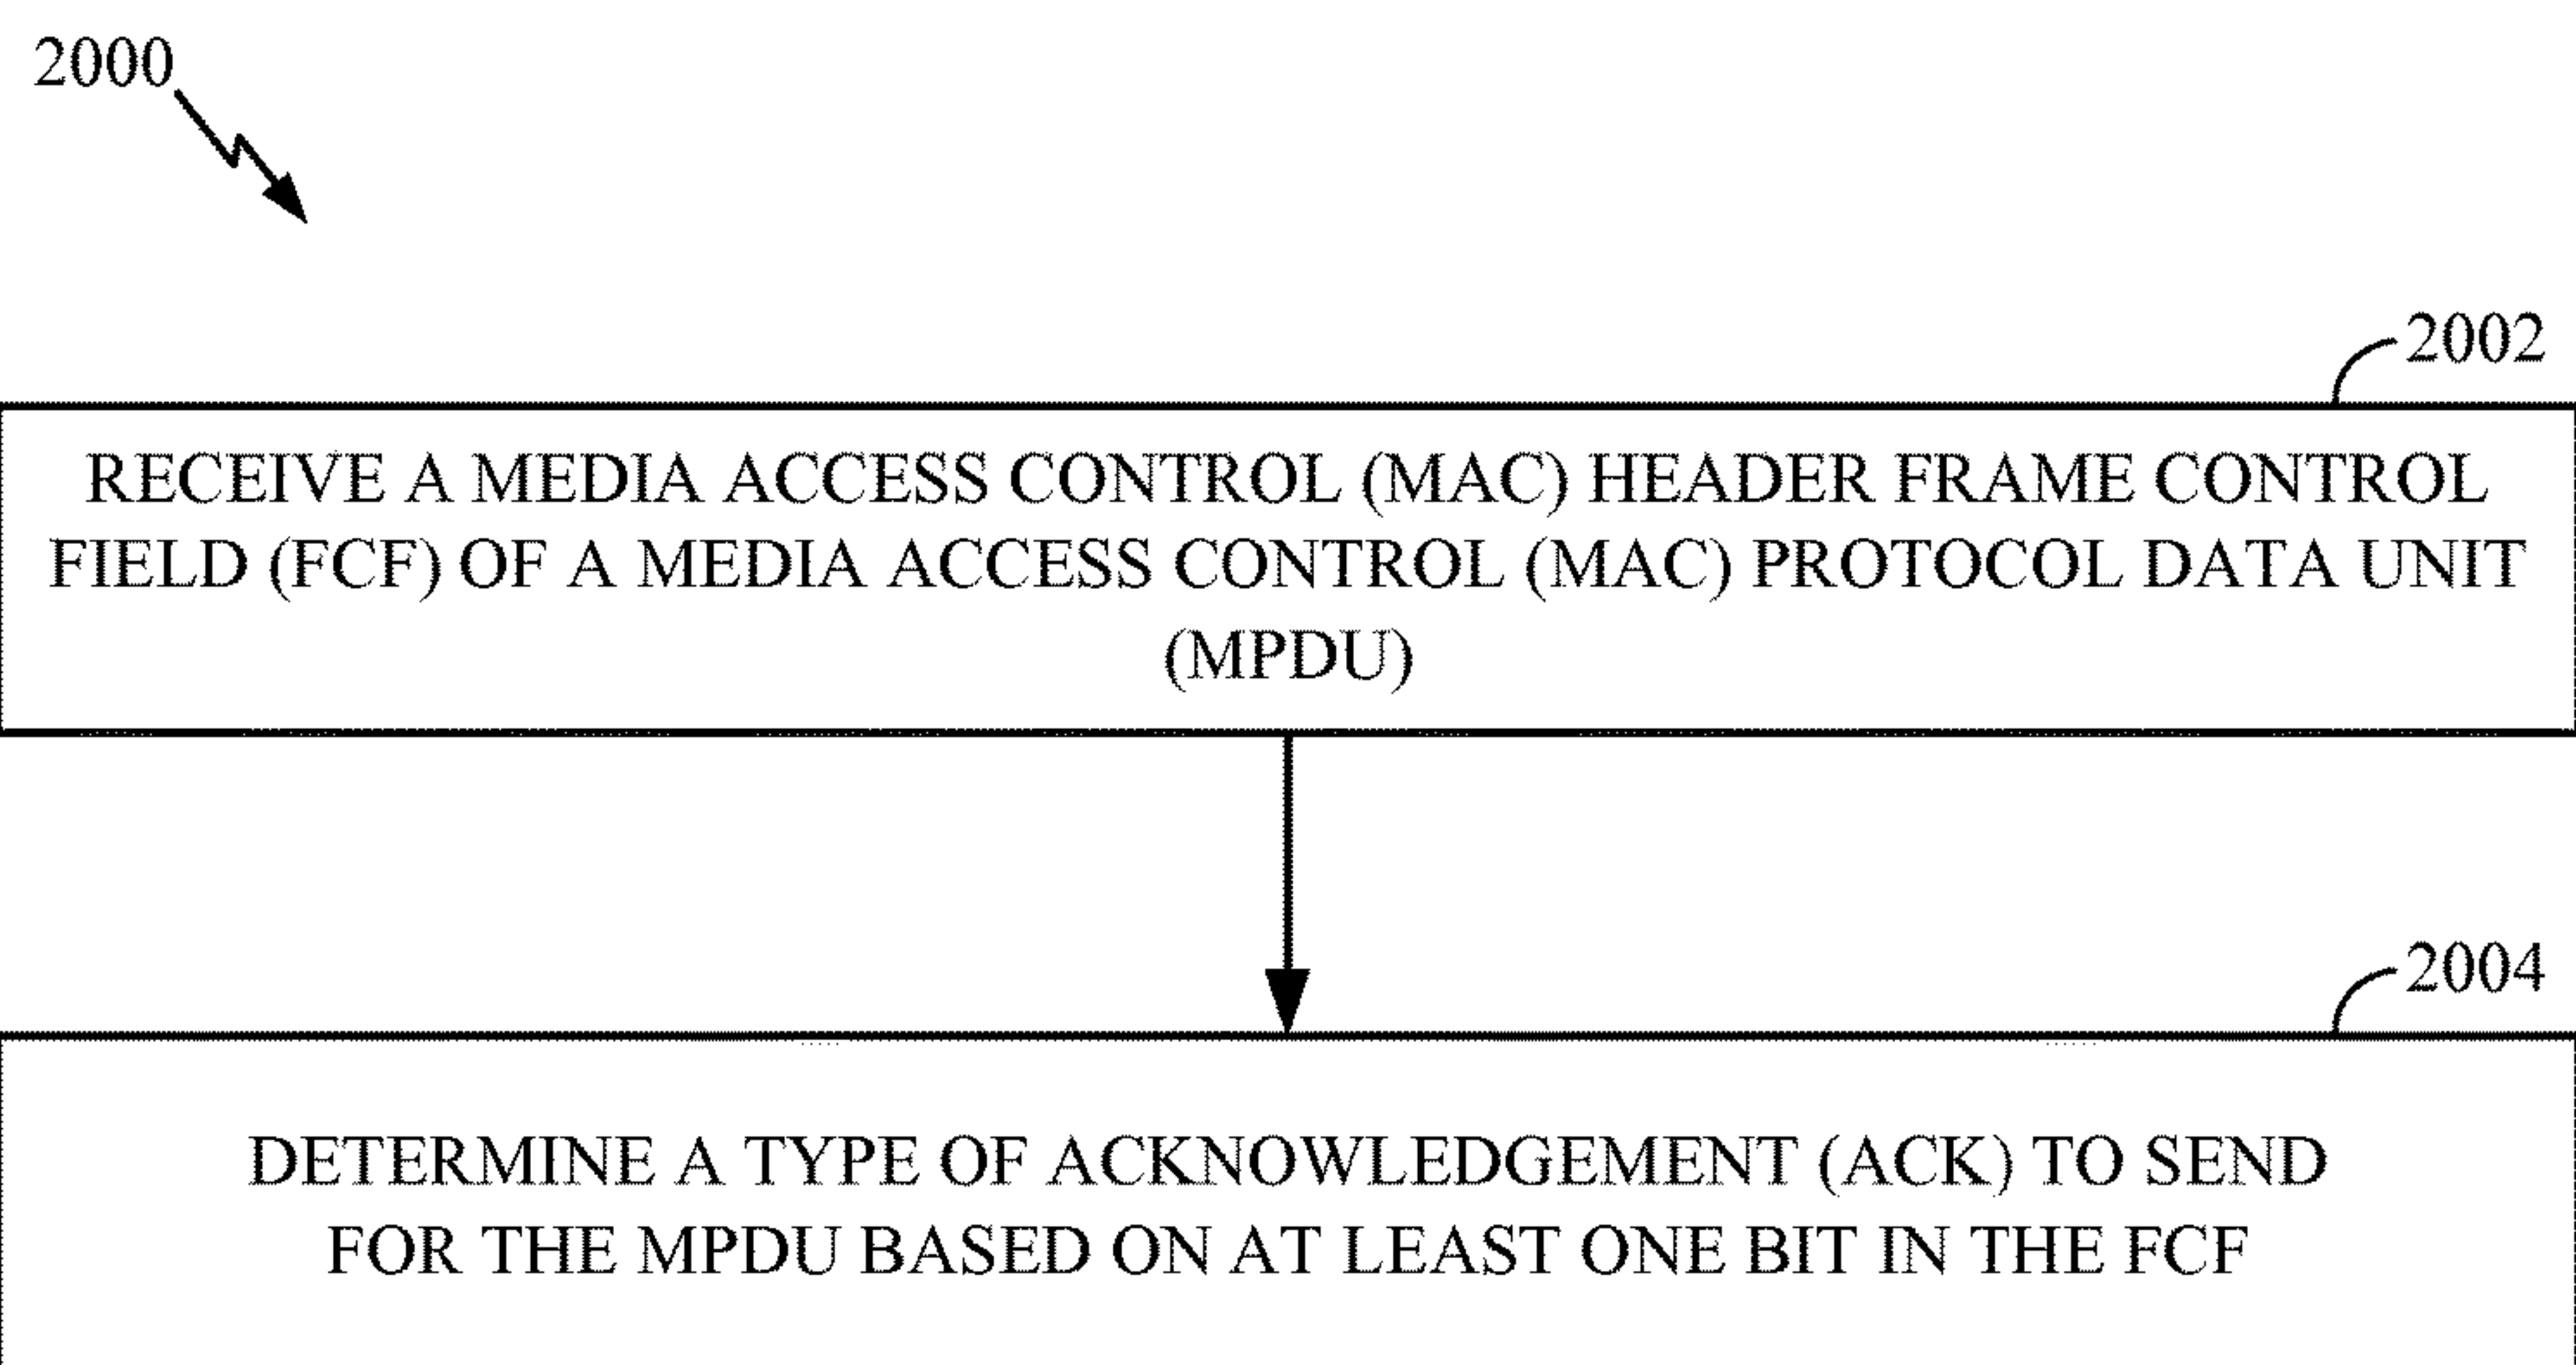 2000
2002
RECEIVE A MEDIA ACCESS CONTROL (MAC) HEADER FRAME CONTROL
FIELD (FCF) OF A MEDIA ACCESS CONTROL (MAC) PROTOCOL DATA UNIT
(MPDU)
2004
DETERMINE A TYPE OF ACKNOWLEDGEMENT (ACK) TO SEND
FOR THE MPDU BASED ON AT LEAST ONE BIT IN THE FCF